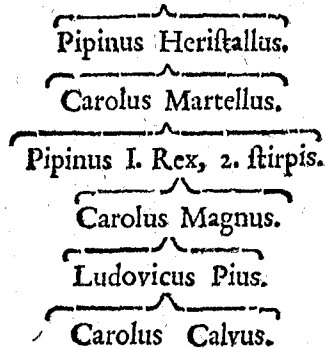 Pipinus Heriſtallus.
Carolus Martellus.
Pipinus I. Rex, 2. ſtirpis.
Carolus Magnus.
Ludovicus Pius.
Carolus Calvus.